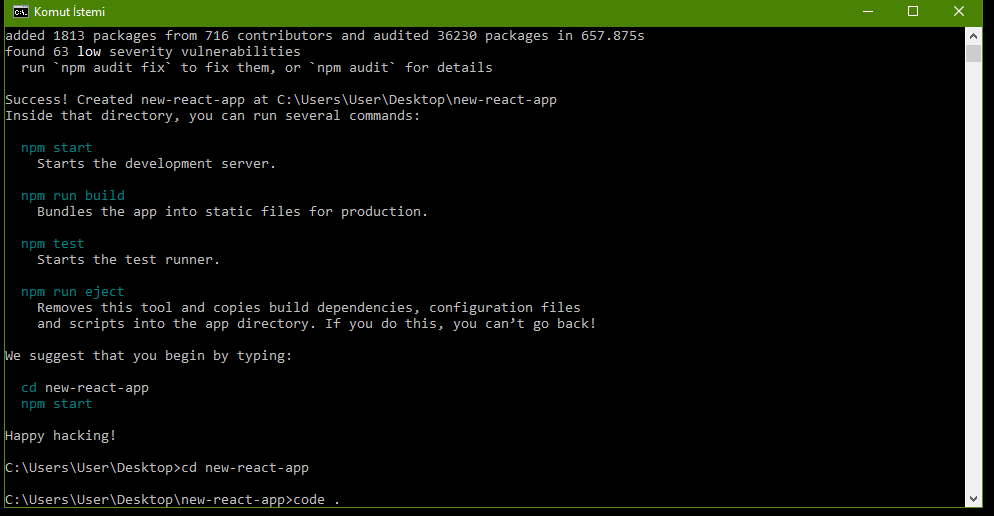 Komut İstemi
added 1813 packages from 716 contributors and audited 36230 packages in 657.875s
found 63 low severity vulnerabilities
run `npm audit fix` to fix them, or `npm audit` for details
Success! Created new-react-app at C:\Users\User\Desktop\new-react-app
Inside that directory, you can run several commands:
npm start
Starts the development server.
npm run build
Bundles the app into static files for production.
npm test
Starts the test runner.
npm run eject
Removes this tool and copies build dependencies, configuration files
and scripts into the app directory. If you do this, you can’t go back!
We suggest that you begin by typing:
cd new-react-app
npm start
Happy hacking!
C:\Users\User\Desktop>cd new-react-app
C:\Users\User\Desktop\new-react-app>code .